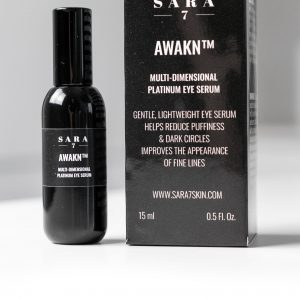 SARA
7
AWAKN™
MULTI-DIMENSIONAL
PLATINUM EYE SERUM
GENTLE, LIGHTWEIGHT EYE SERUM
HELPS REDUCE PUFFINESS
& DARK CIRCLES
IMPROVES THE APPEARANCE
OF FINE LINES
WWW.SARA7SKIN.COM
15 ml 0.5 Fl. Oz.
SARA
7
AWAKN™
MULTI-DIMENSIONAL
PLATINUM EYE SERUM